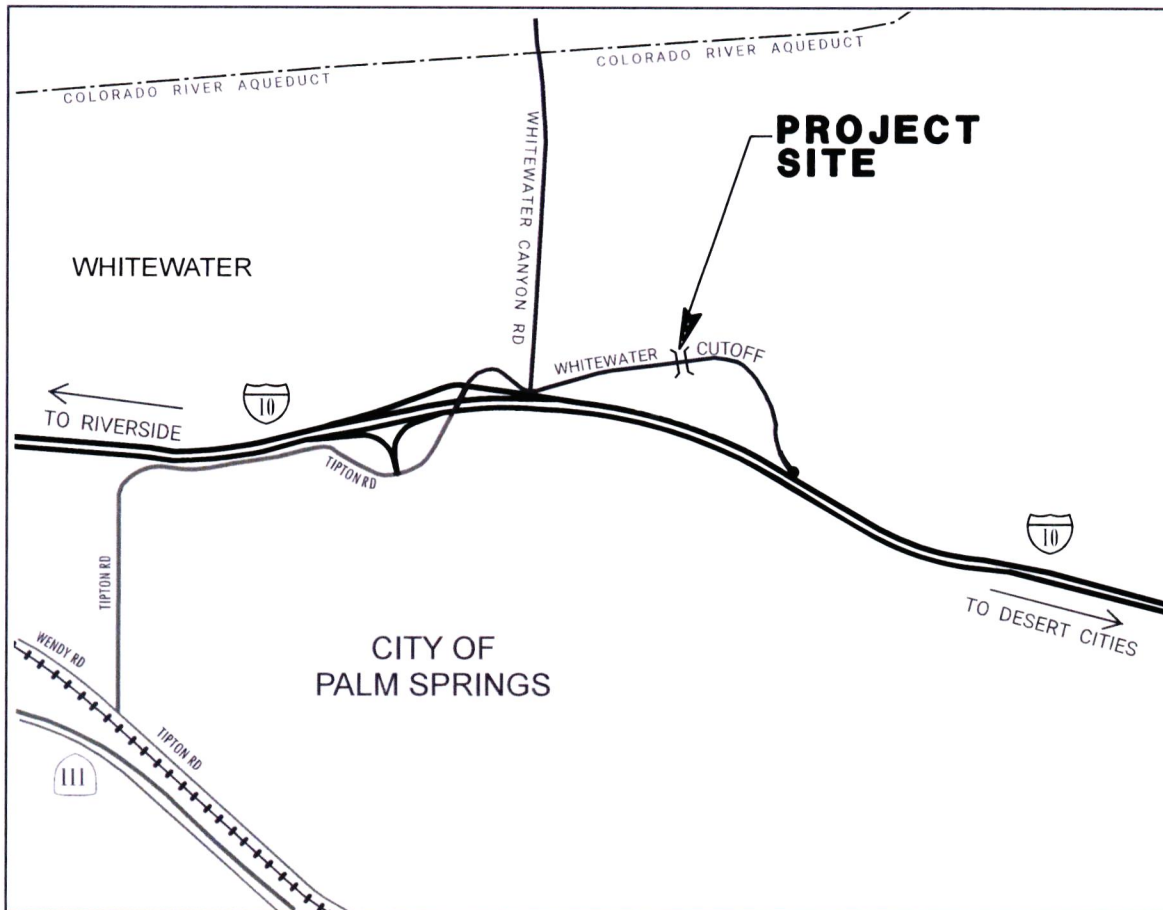 COLORADO RIVER AQUEDUCT
COLORADO RIVER AQUEDUCT
WHITEWATER CANYON RD
PROJECT
SITE
WHITEWATER
WHITEWATER CUTOFF
10
TO RIVERSIDE
TIPTON RD
TIPTON RD
10
TO DESERT CITIES
CITY OF
PALM SPRINGS
WENDY RD
TIPTON RD
111